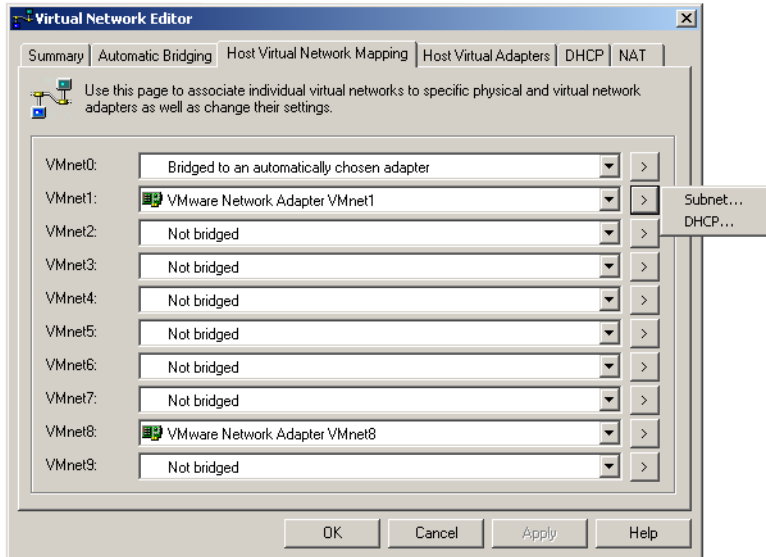 Virtual Network Editor
Summary Automatic Bridging Host Virtual Network Mapping Host Virtual Adapters DHCP NAT
Use this page to associate individual virtual networks to specific physical and virtual network
adapters as well as change their settings.
VMnet0: Bridged to an automatically chosen adapter >
VMnet1: VMware Network Adapter VMnet1 > Subnet...
DHCP...
VMnet2: Not bridged >
VMnet3: Not bridged >
VMnet4: Not bridged >
VMnet5: Not bridged >
VMnet6: Not bridged >
VMnet7: Not bridged >
VMnet8: VMware Network Adapter VMnet8 >
VMnet9: Not bridged >
OK Cancel Apply Help